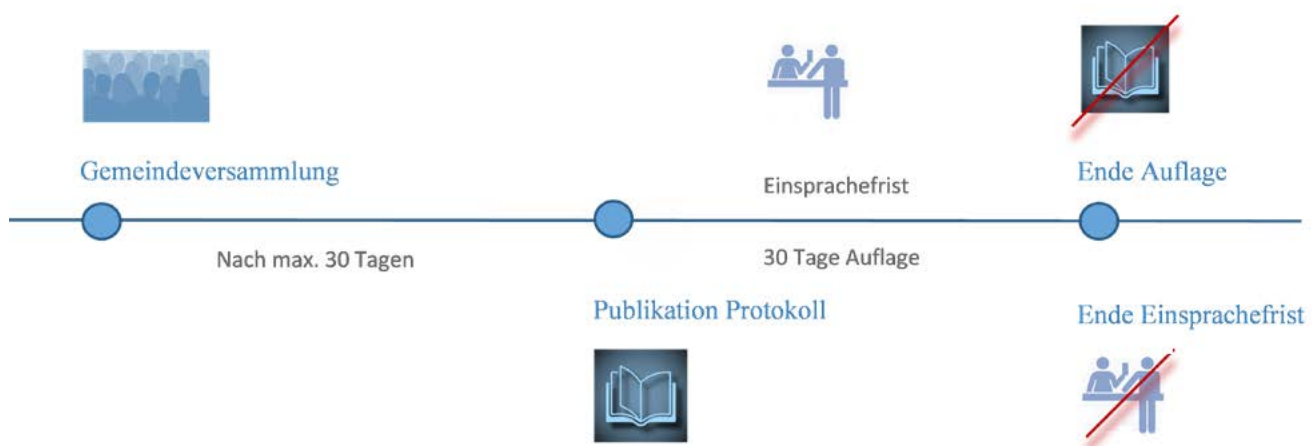 Gemeindeversammlung
Einsprachefrist
Ende Auflage
Nach max. 30 Tagen
30 Tage Auflage
Publikation Protokoll
Ende Einsprachefrist